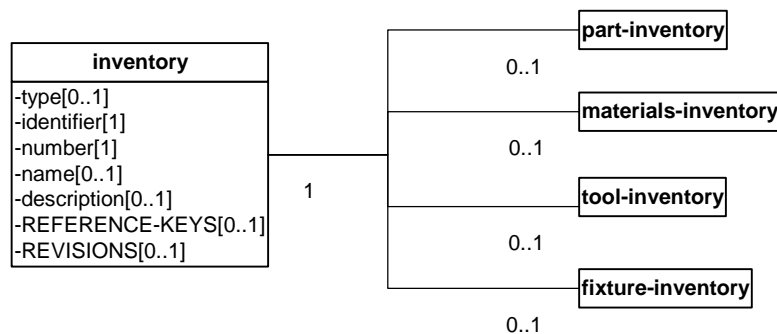 inventory
-type[0..1]
-identifier[1]
-number[1]
-name[0..1]
-description[0..1]
-REFERENCE-KEYS[0..1]
-REVISIONS[0..1]
1
part-inventory
0..1
materials-inventory
0..1
tool-inventory
0..1
fixture-inventory
0..1